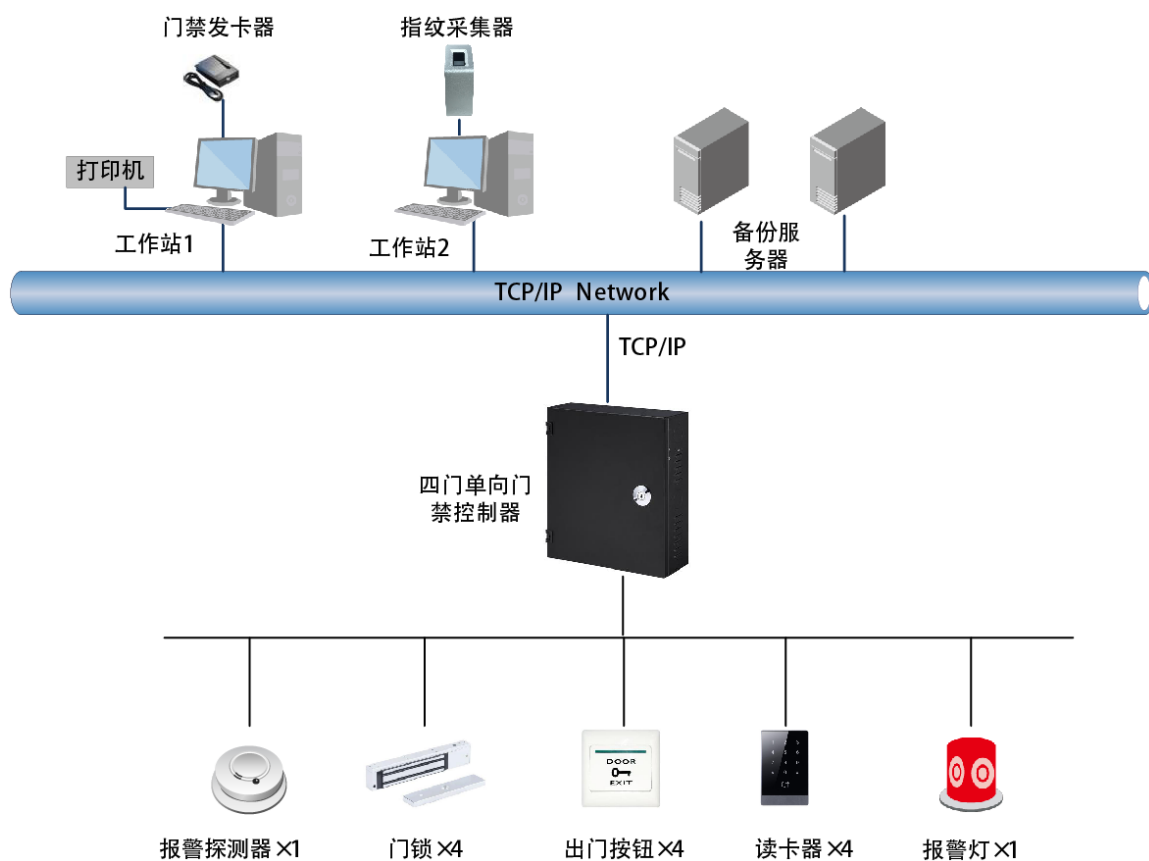 门禁发卡器
指纹采集器
打印机
工作站1
工作站2
备份服
务器
TCP/IP Network
TCP/IP
四门单向门
禁控制器
DOOR
EXIT
报警探测器×1
门锁×4
出门按钮×4
读卡器×4
报警灯×1